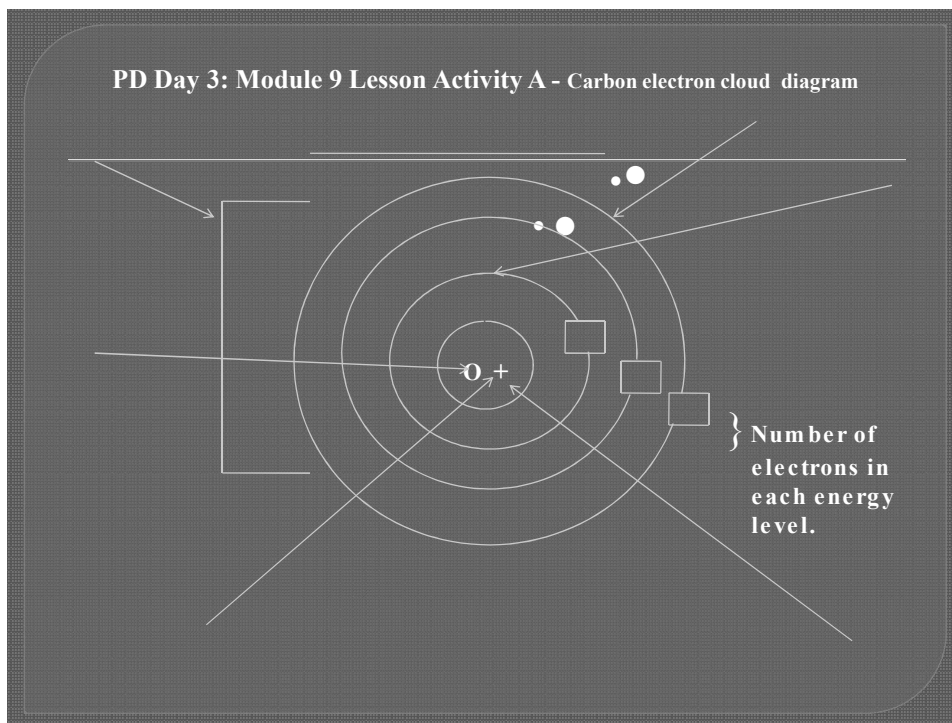 PD Day 3: Module 9 Lesson Activity A - Carbon electron cloud diagram
O +
} Number of
electrons in
each energy
level.